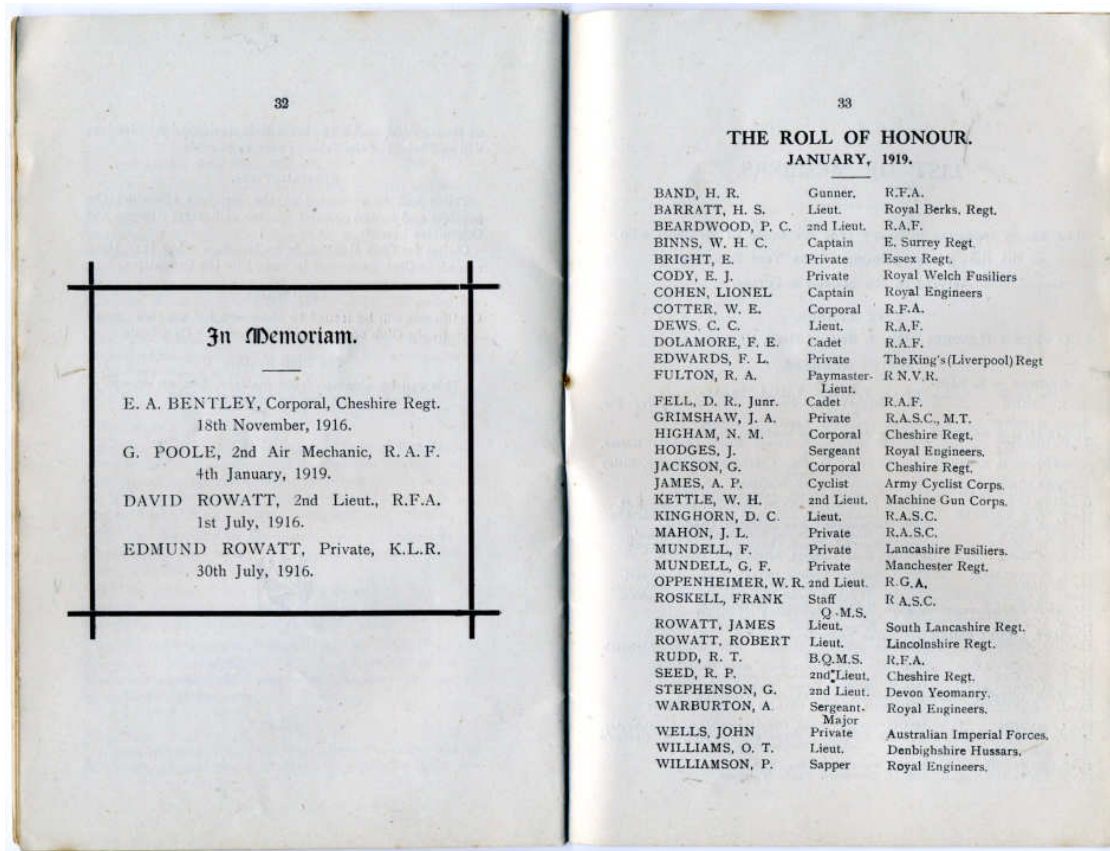 32
In Memoriam.
E. A. BENTLEY, Corporal, Cheshire Regt.
18th November, 1916.
G. POOLE, 2nd Air Mechanic, R. A. F.
4th January, 1919.
DAVID ROWATT, 2nd Lieut., R.F.A.
1st July, 1916.
EDMUND ROWATT, Private, K.L.R.
30th July, 1916.
33
THE ROLL OF HONOUR.
JANUARY, 1919.
BAND, H. R. Gunner. R.F.A.
BARRATT, H. S. Lieut. Royal Berks. Regt.
BEARDWOOD, P. C. 2nd Lieut. R.A.F.
BINNS, W. H. C. Captain E. Surrey Regt.
BRIGHT, E. Private Essex Regt.
CODY, E. J. Private Royal Welch Fusiliers
COHEN, LIONEL Captain Royal Engineers
COTTER, W. E. Corporal R.F.A.
DEWS. C. C. Lieut. R.A.F.
DOLAMORE, F. E. Cadet R.A.F.
EDWARDS, F. L. Private The King's (Liverpool) Regt
FULTON, R. A. Paymaster- R N.V.R.
Lieut.
FELL, D. R., Junr. Cadet R.A.F.
GRIMSHAW, J. A. Private R.A.S.C., M.T.
HIGHAM, N. M. Corporal Cheshire Regt.
HODGES, J. Sergeant Royal Engineers.
JACKSON, G. Corporal Cheshire Regt.
JAMES, A. P. Cyclist Army Cyclist Corps.
KETTLE, W. H. 2nd Lieut. Machine Gun Corps.
KINGHORN, D. C. Lieut. R.A.S.C.
MAHON, J. L. Private R.A.S.C.
MUNDELL, F. Private Lancashire Fusiliers.
MUNDELL, G. F. Private Manchester Regt.
OPPENHEIMER, W. R. 2nd Lieut. R.G.A.
ROSKELL, FRANK Staff R A.S.C.
Q.M.S.
ROWATT, JAMES Lieut. South Lancashire Regt.
ROWATT, ROBERT Lieut. Lincolnshire Regt.
RUDD, R. T. B.Q.M.S. R.F.A.
SEED, R. P. 2nd Lieut. Cheshire Regt.
STEPHENSON, G. 2nd Lieut. Devon Yeomanry.
WARBURTON, A. Sergeant- Royal Engineers.
Major
WELLS, JOHN Private Australian Imperial Forces.
WILLIAMS, O. T. Lieut. Denbighshire Hussars.
WILLIAMSON, P. Sapper Royal Engineers.